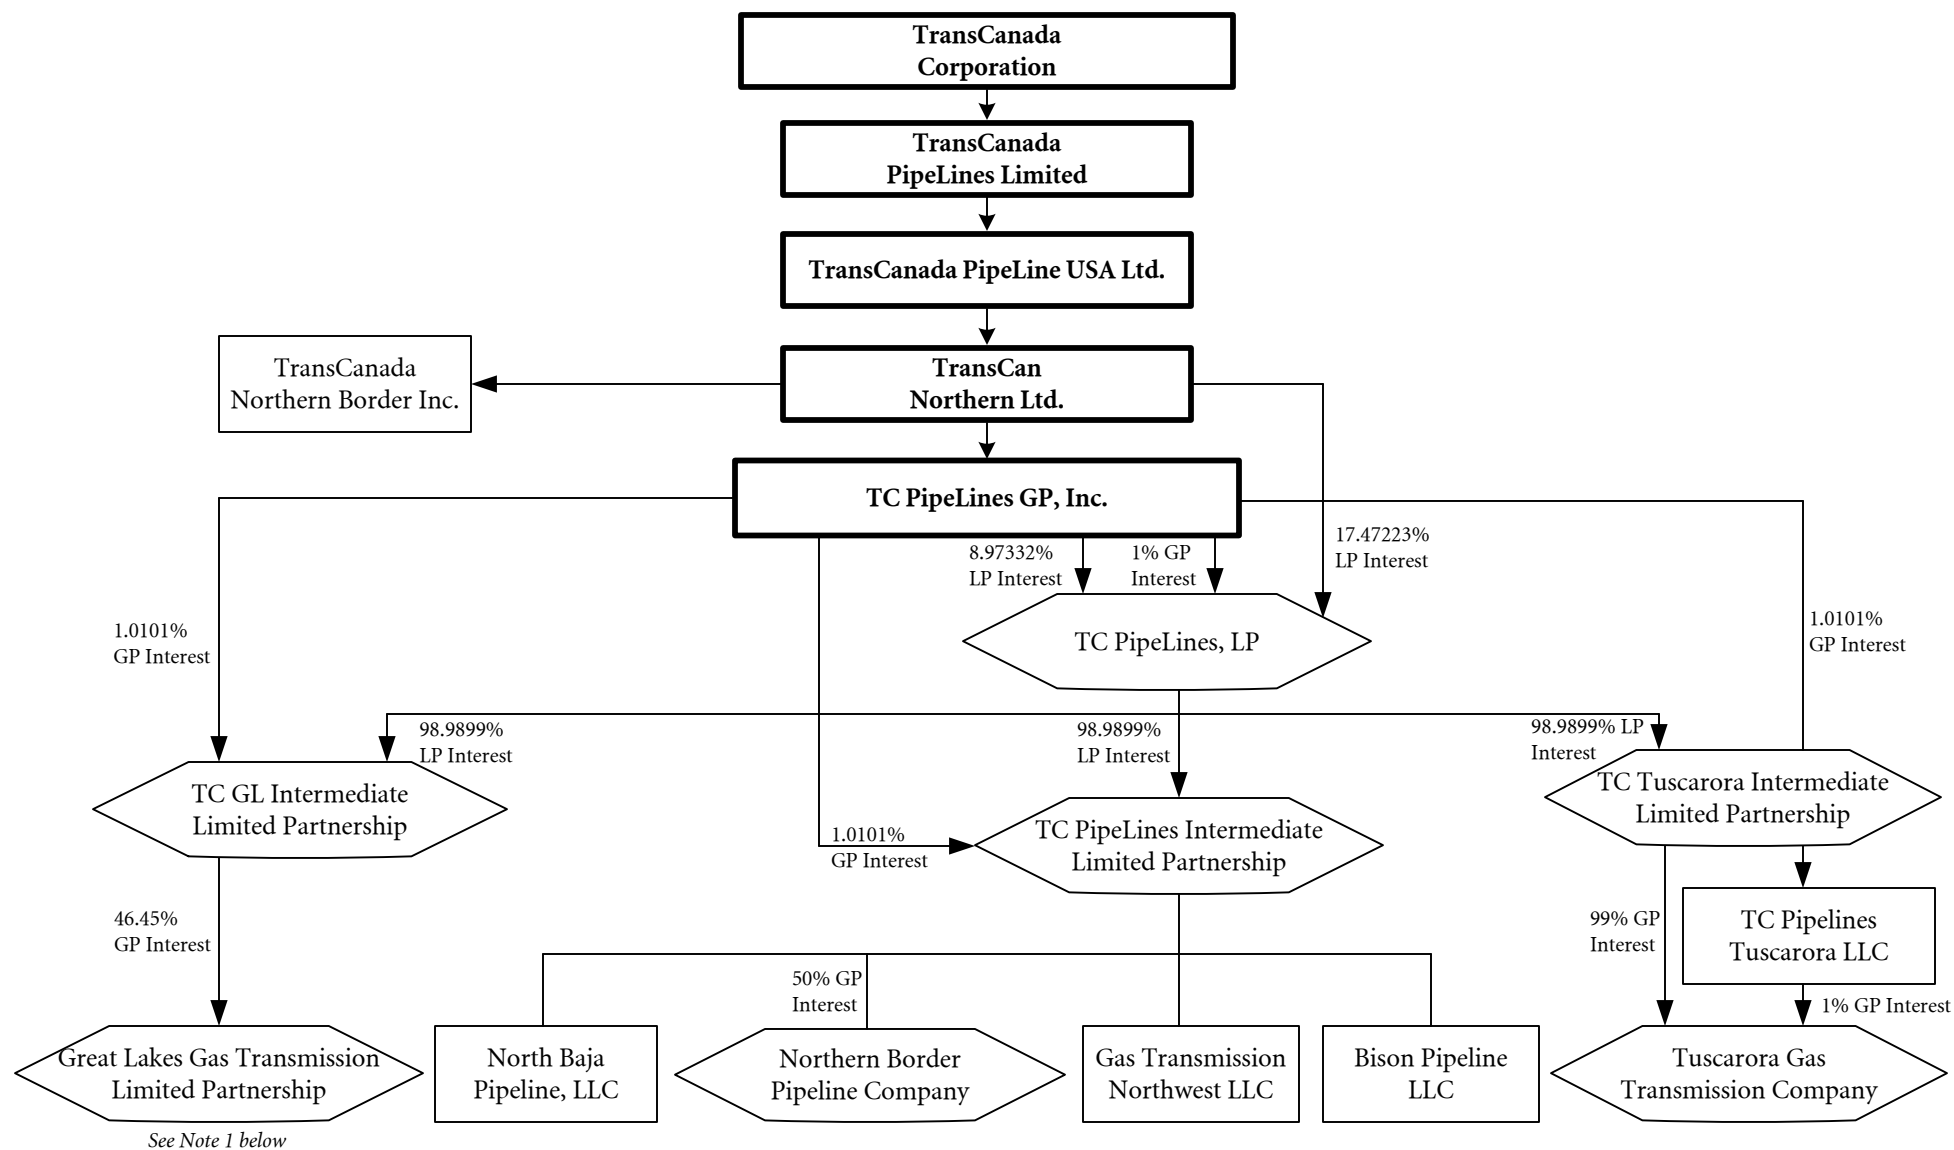 TransCanada
Corporation
TransCanada
PipeLines Limited
TransCanada PipeLine USA Ltd.
TransCanada
Northern Border Inc.
TransCan
Northern Ltd.
TC PipeLines GP, Inc.
8.97332%
LP Interest
1% GP
Interest
17.47223%
LP Interest
1.0101%
GP Interest
TC PipeLines, LP
1.0101%
GP Interest
98.9899%
LP Interest
98.9899%
LP Interest
98.9899% LP
Interest
TC GL Intermediate
Limited Partnership
1.0101%
GP Interest
TC PipeLines Intermediate
Limited Partnership
TC Tuscarora Intermediate
Limited Partnership
46.45%
GP Interest
99% GP
Interest
TC Pipelines
Tuscarora LLC
50% GP
Interest
1% GP Interest
Great Lakes Gas Transmission
Limited Partnership
North Baja
Pipeline, LLC
Northern Border
Pipeline Company
Gas Transmission
Northwest LLC
Bison Pipeline
LLC
Tuscarora Gas
Transmission Company
See Note 1 below